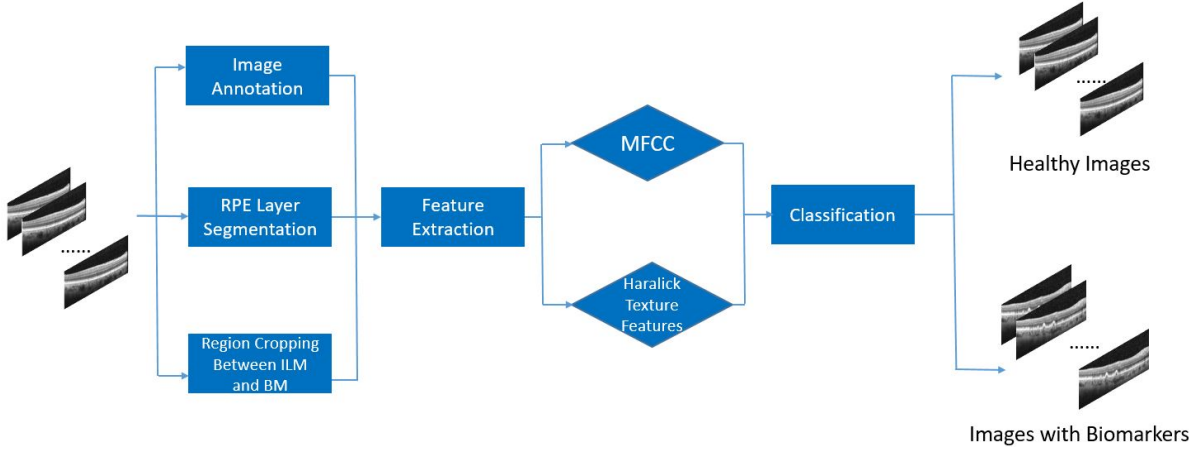 Image
Annotation
RPE Layer
Segmentation
Region Cropping
Between ILM
and BM
......
Feature
Extraction
MFCC
Haralick
Texture
Features
Classification
......
Healthy Images
......
Images with Biomarkers